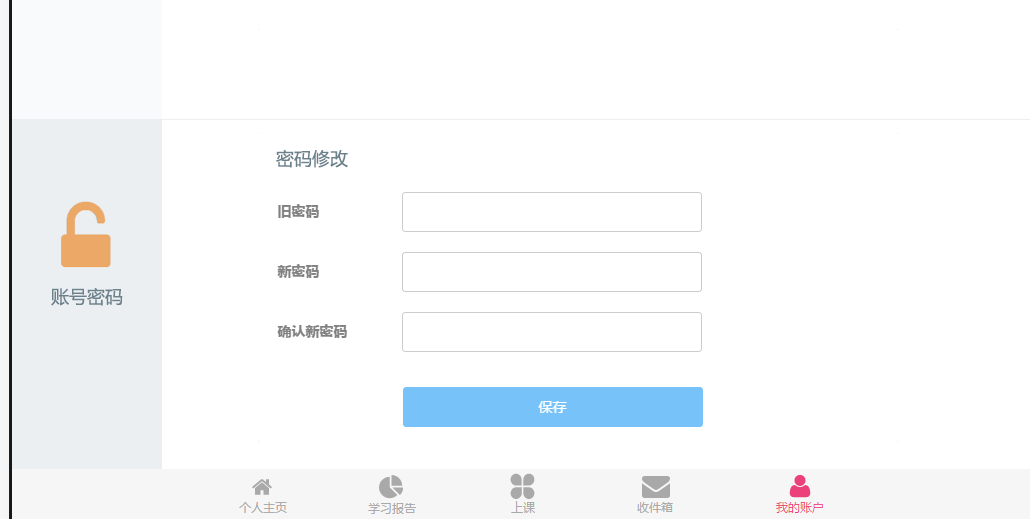 密码修改
旧密码
新密码
账号密码
确认新密码
保存
个人主页
学习报告
上课
收件箱
我的账户